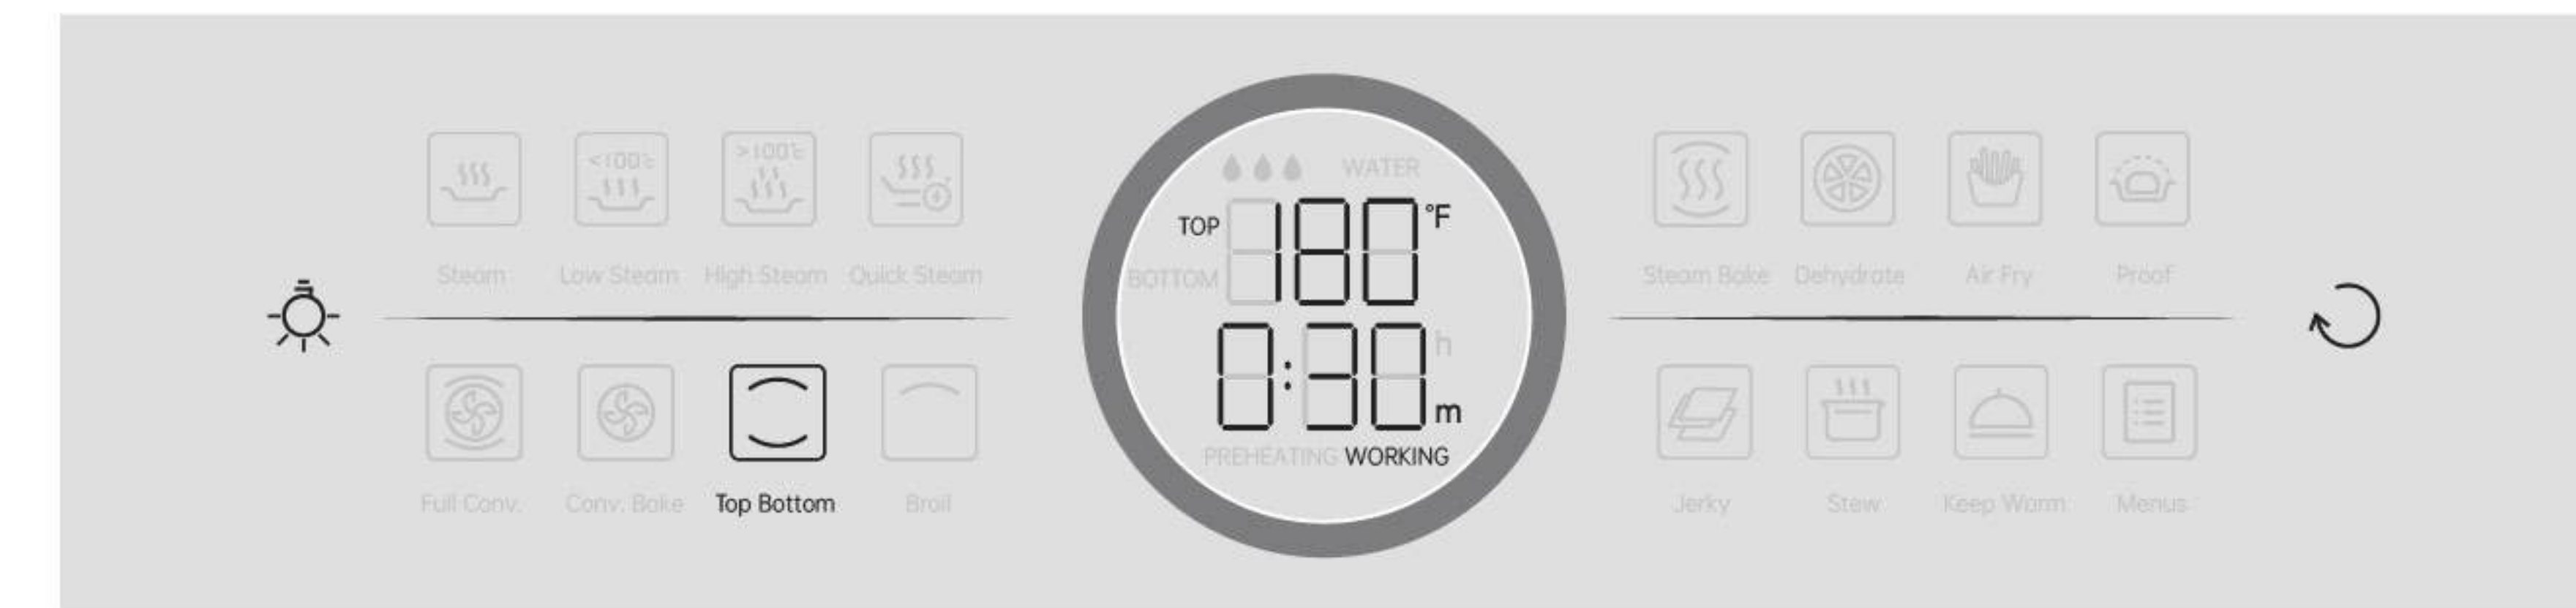 <100℃
>100℃
Steam
Low Steam
High Steam
Quick Steam
Full Conv.
Conv. Bake
Top Bottom
Broil
WATER
TOP 180 °F
BOTTOM
0:30 h
m
PREHEATING WORKING
Steam Bake
Dehydrate
Air Fry
Proof
Jerky
Stew
Keep Warm
Menus